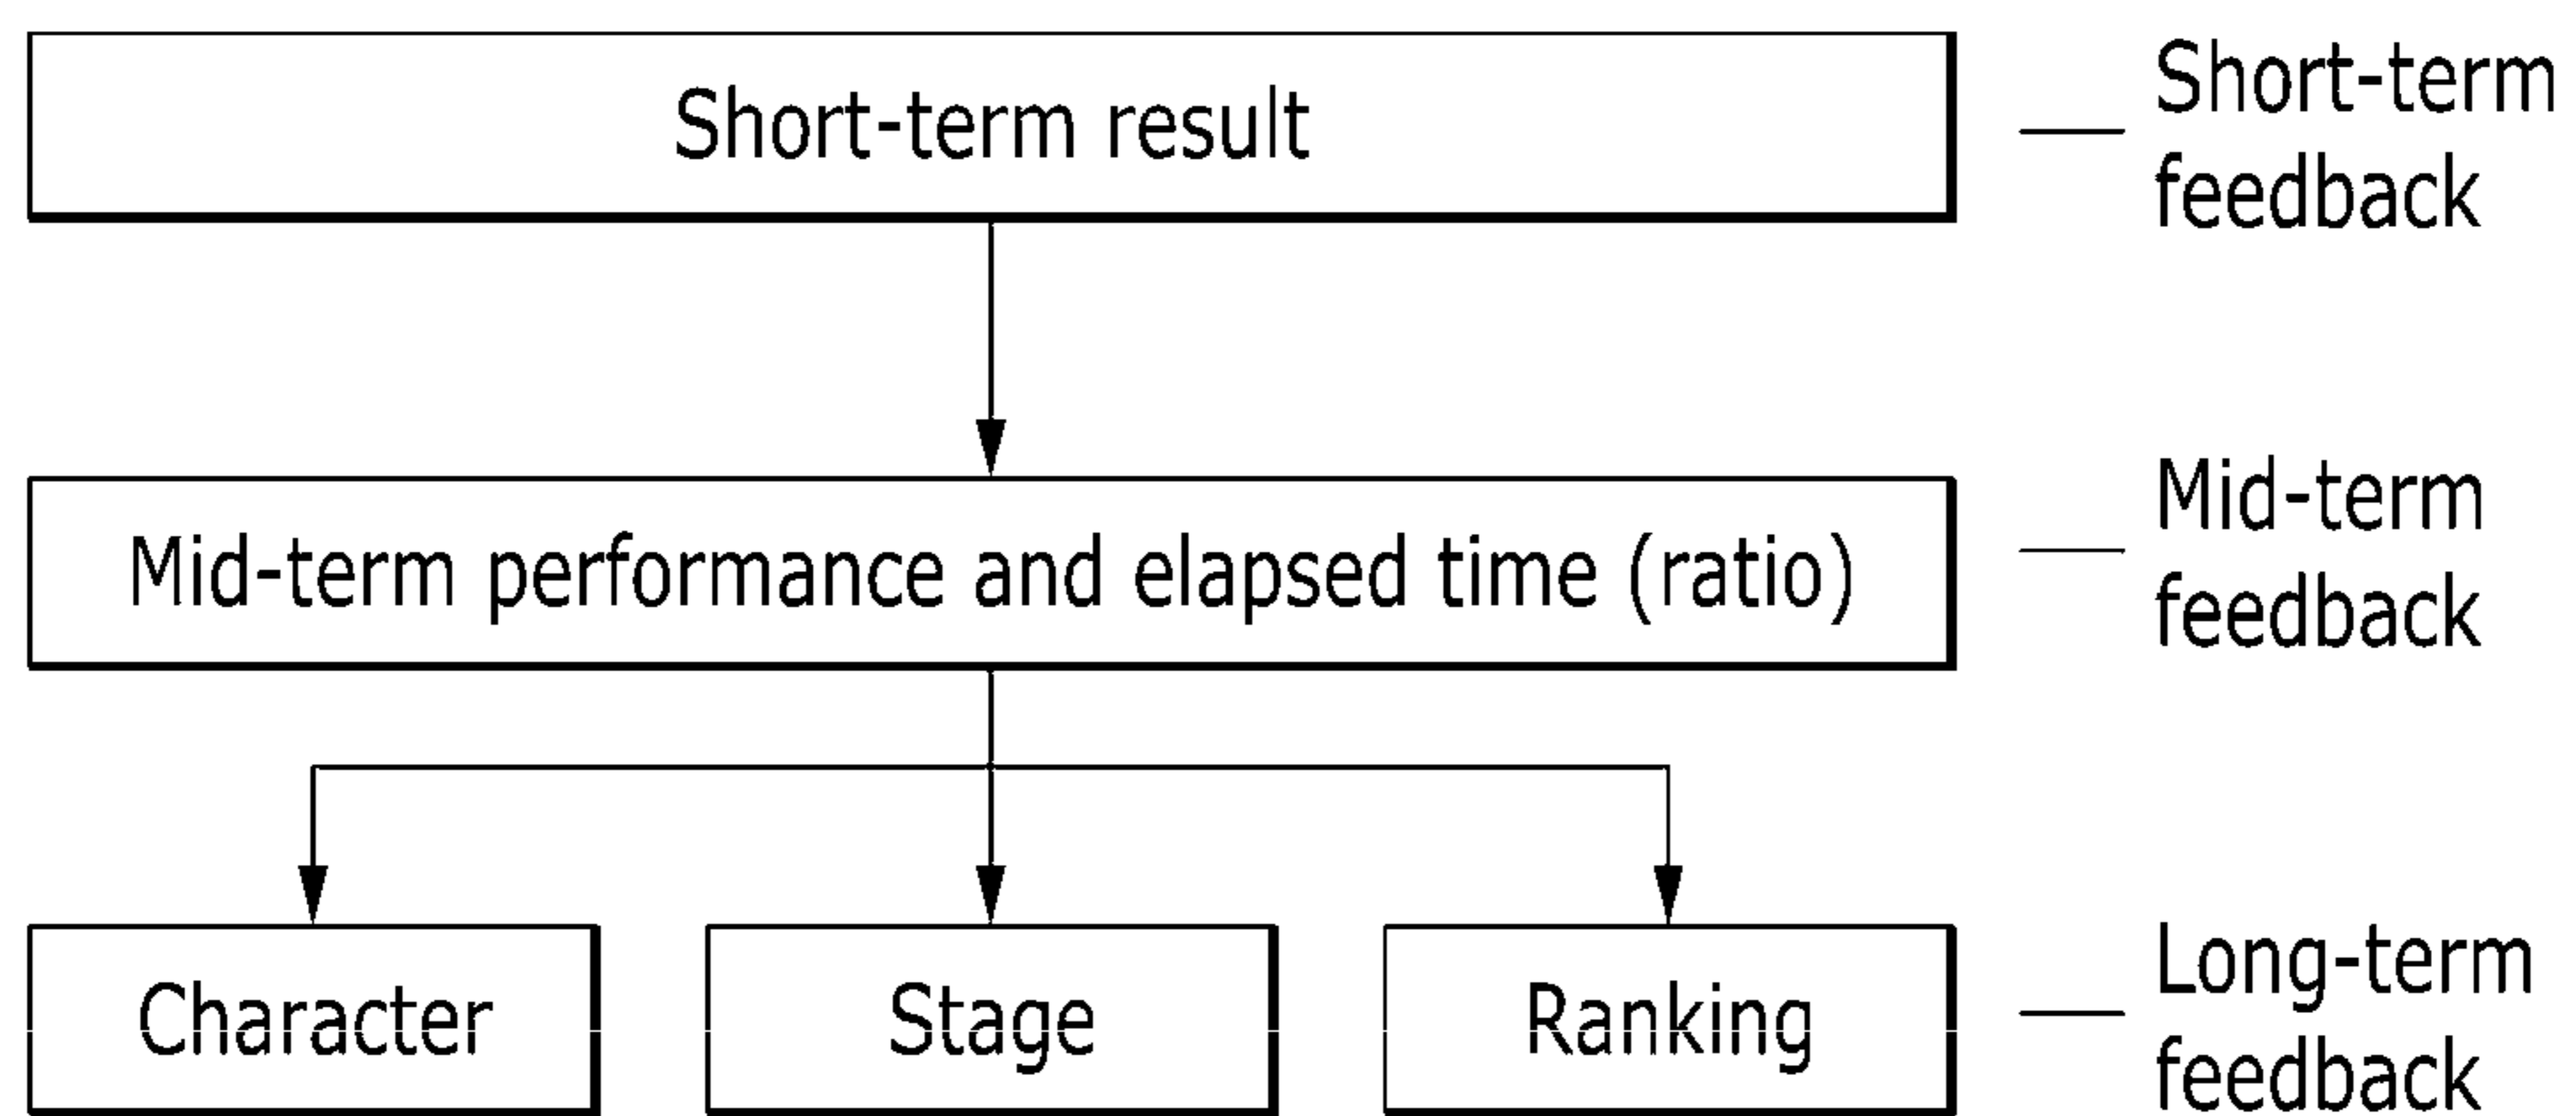 Short-term result
Short-term
feedback
Mid-term performance and elapsed time (ratio)
Mid-term
feedback
Character
Stage
Ranking
Long-term
feedback